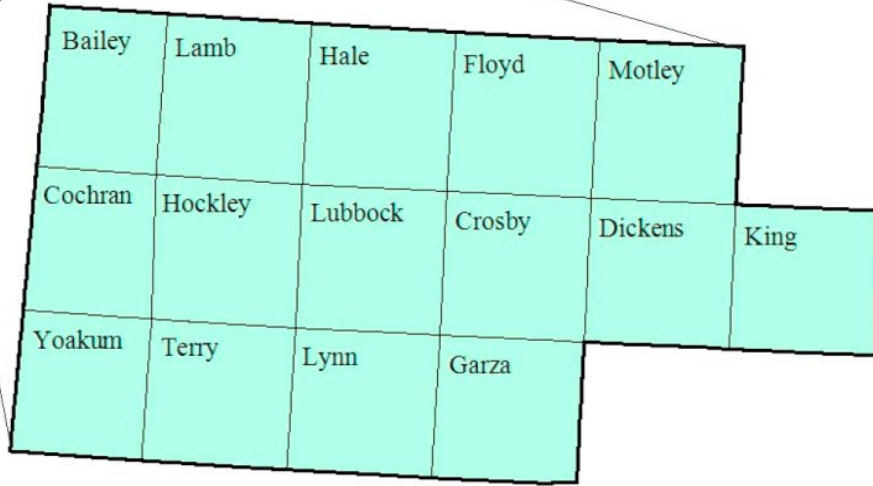 Bailey
Lamb
Hale
Floyd
Motley
Cochran
Hockley
Lubbock
Crosby
Dickens
King
Yoakum
Terry
Lynn
Garza